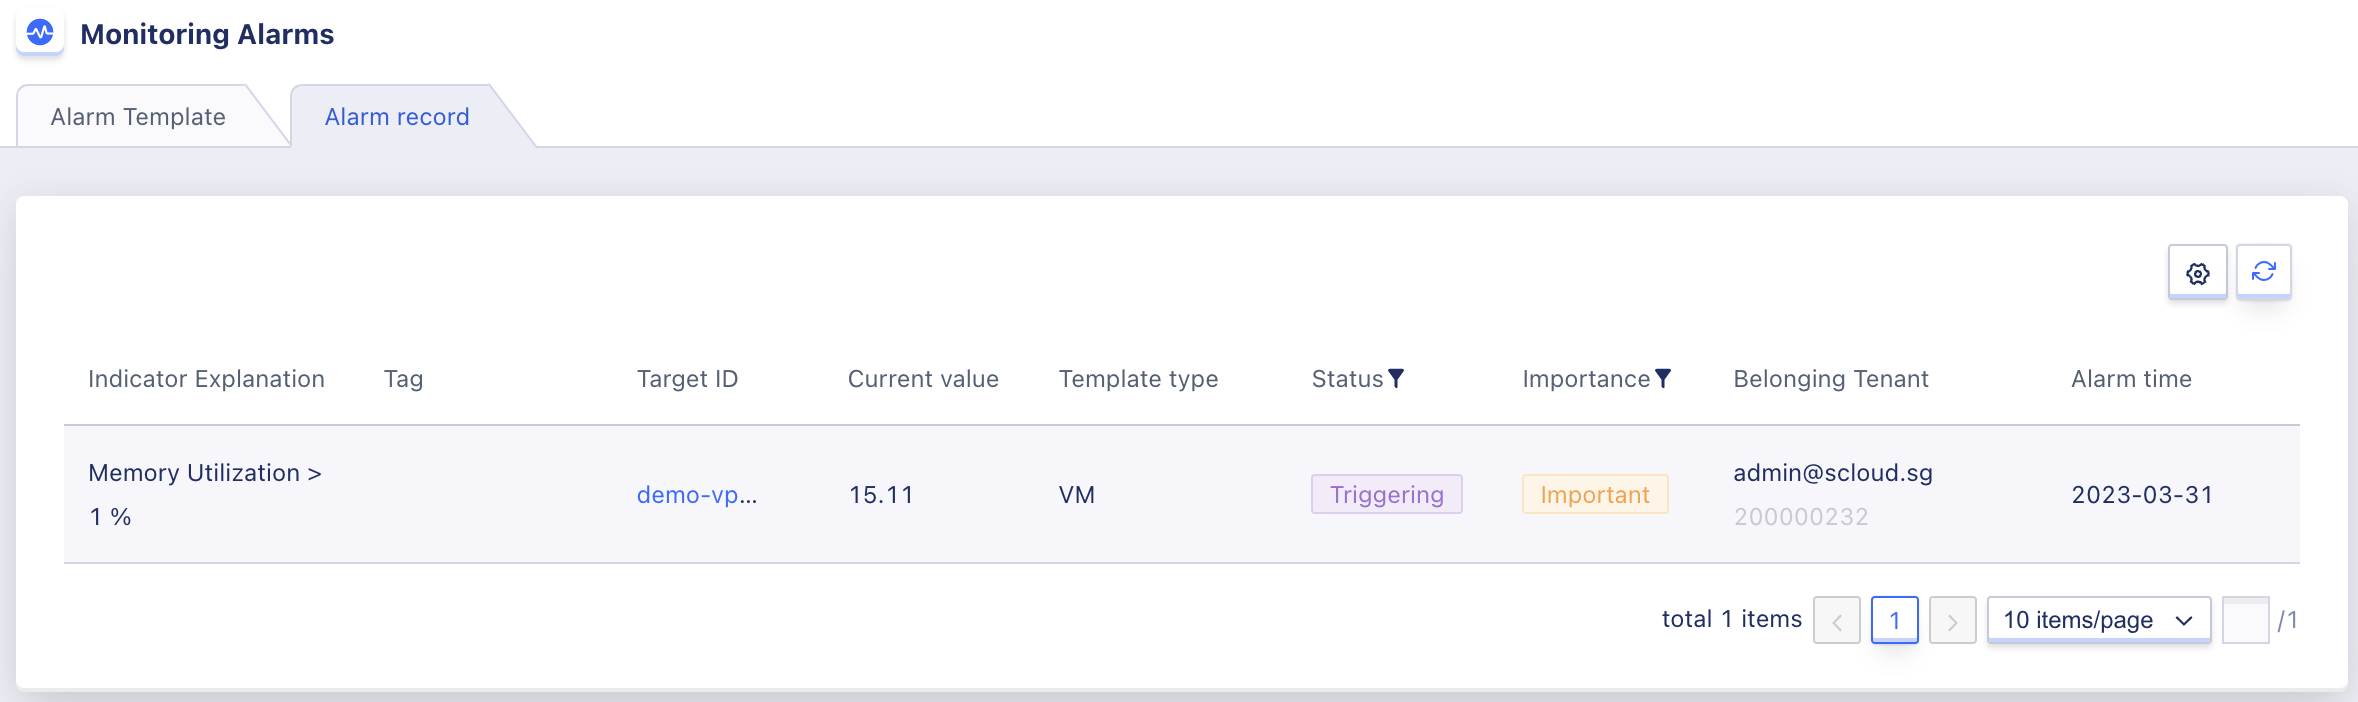 Monitoring Alarms
Alarm Template
Alarm record
Indicator Explanation Tag Target ID Current value Template type Status Importance Belonging Tenant Alarm time
Memory Utilization >
1 %
demo-vp...
15.11
VM
Triggering
Important
admin@scloud.sg
200000232
2023-03-31
total 1 items 1 10 items/page /1